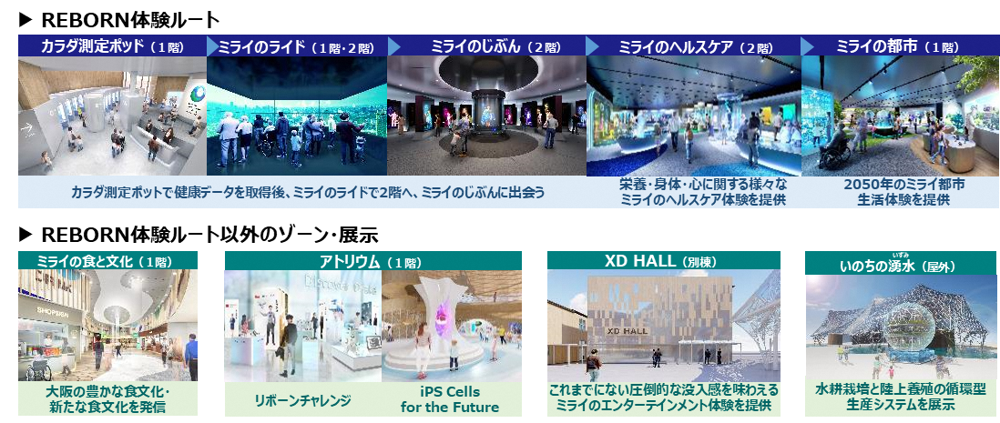 ▶ REBORN体験ルート
カラダ測定ポッド（1階）
ミライのライド（1階・2階）
ミライのじぶん（2階）
ミライのヘルスケア（2階）
ミライの都市（1階）
カラダ測定ポットで健康データを取得後、ミライのライドで2階へ、ミライのじぶんに出会う
栄養・身体・心に関する様々な
ミライのヘルスケア体験を提供
2050年のミライ都市
生活体験を提供
▶ REBORN体験ルート以外のゾーン・展示
ミライの食と文化（1階）
アトリウム（1階）
XD HALL（別棟）
いずみ
いのちの湧水（屋外）
XD HALL
大阪の豊かな食文化・
新たな食文化を発信
リボーンチャレンジ
iPS Cells
for the Future
これまでにない圧倒的な没入感を味わえる
ミライのエンターテインメント体験を提供
水耕栽培と陸上養殖の循環型
生産システムを展示